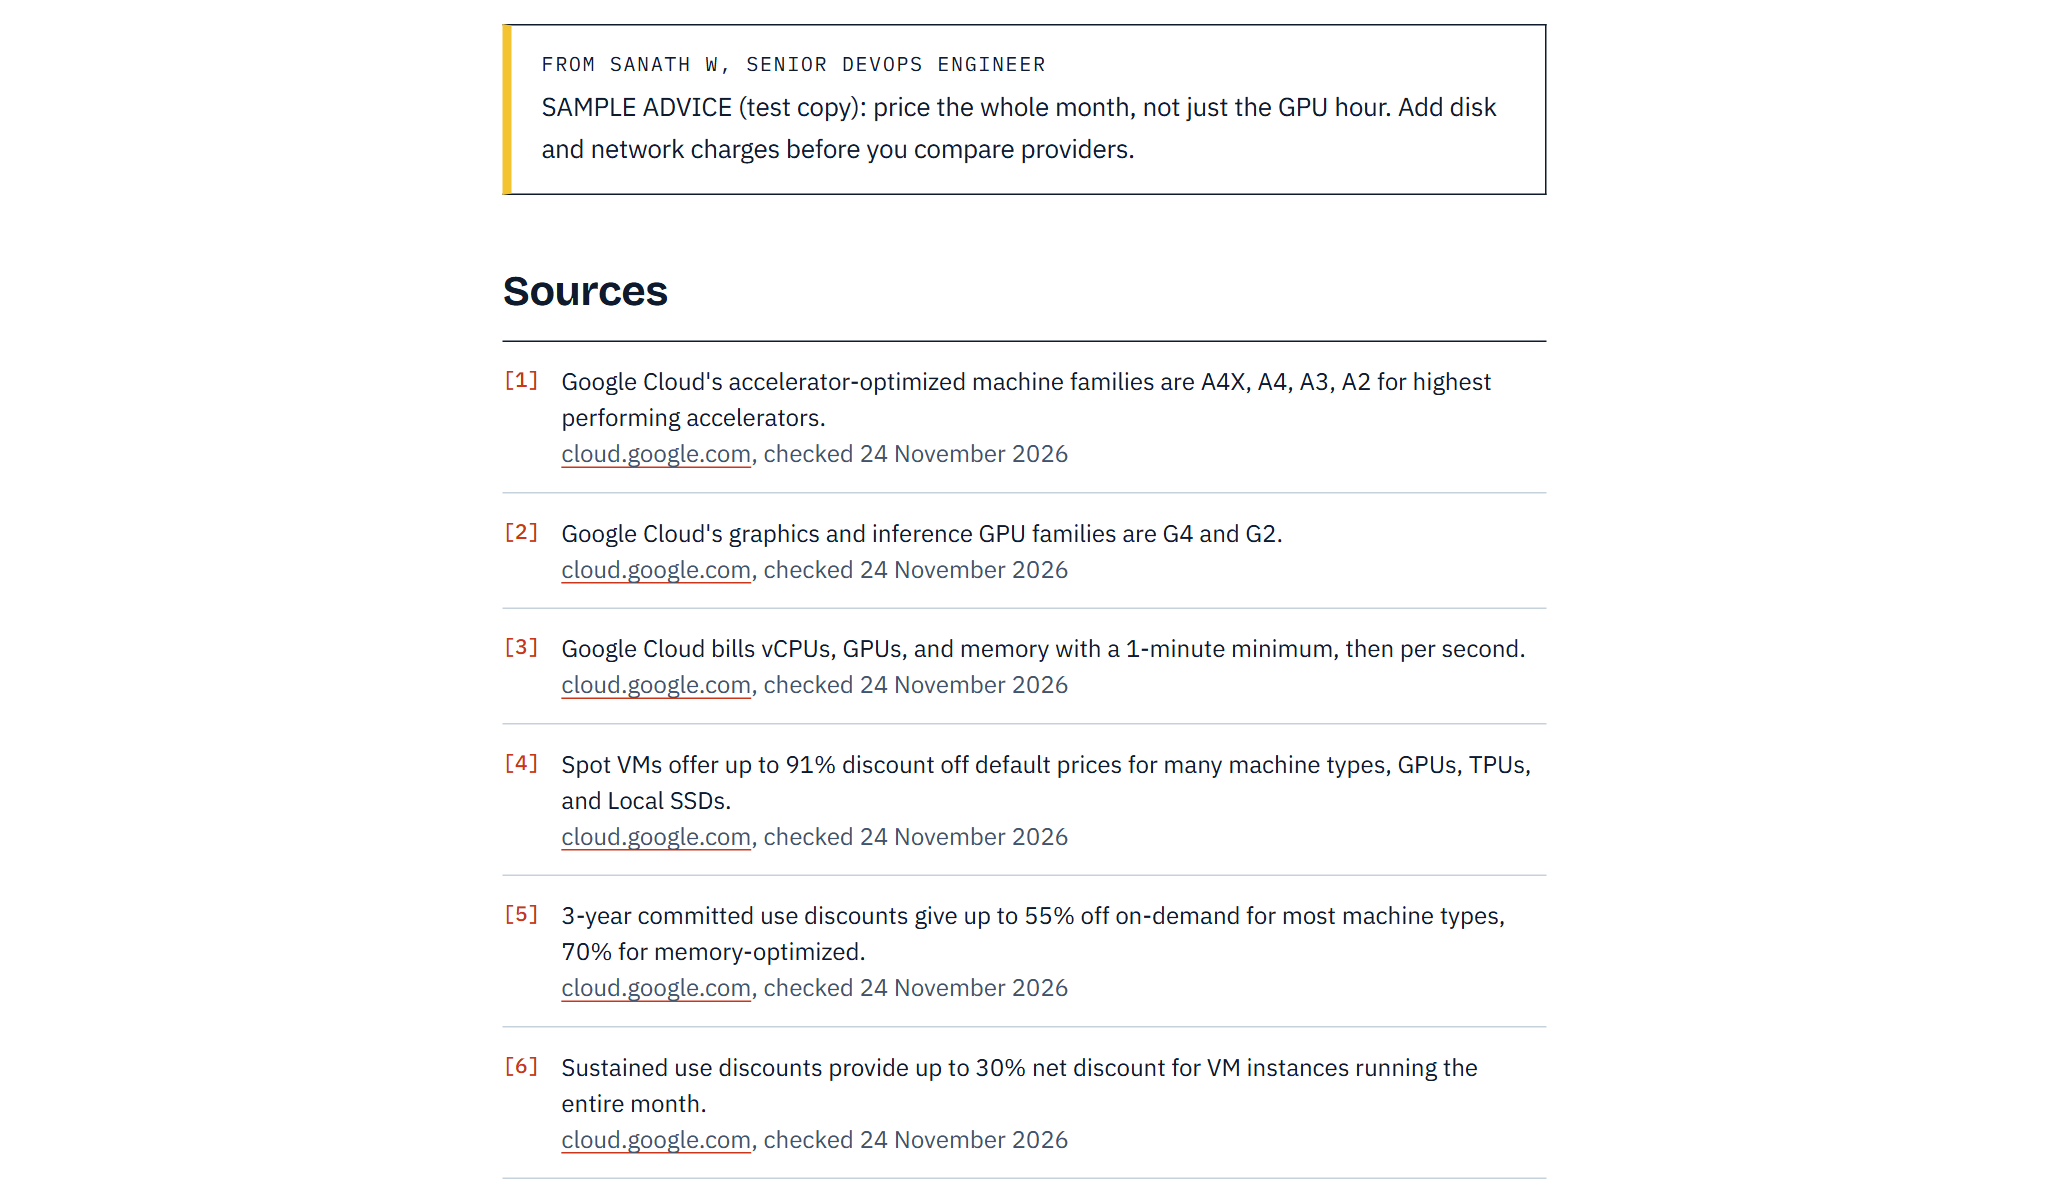 FROM SANATH W, SENIOR DEVOPS ENGINEER
SAMPLE ADVICE (test copy): price the whole month, not just the GPU hour. Add disk
and network charges before you compare providers.
Sources
[1] Google Cloud's accelerator-optimized machine families are A4X, A4, A3, A2 for highest
performing accelerators.
cloud.google.com, checked 24 November 2026
[2] Google Cloud's graphics and inference GPU families are G4 and G2.
cloud.google.com, checked 24 November 2026
[3] Google Cloud bills vCPUs, GPUs, and memory with a 1-minute minimum, then per second.
cloud.google.com, checked 24 November 2026
[4] Spot VMs offer up to 91% discount off default prices for many machine types, GPUs, TPUs,
and Local SSDs.
cloud.google.com, checked 24 November 2026
[5] 3-year committed use discounts give up to 55% off on-demand for most machine types,
70% for memory-optimized.
cloud.google.com, checked 24 November 2026
[6] Sustained use discounts provide up to 30% net discount for VM instances running the
entire month.
cloud.google.com, checked 24 November 2026